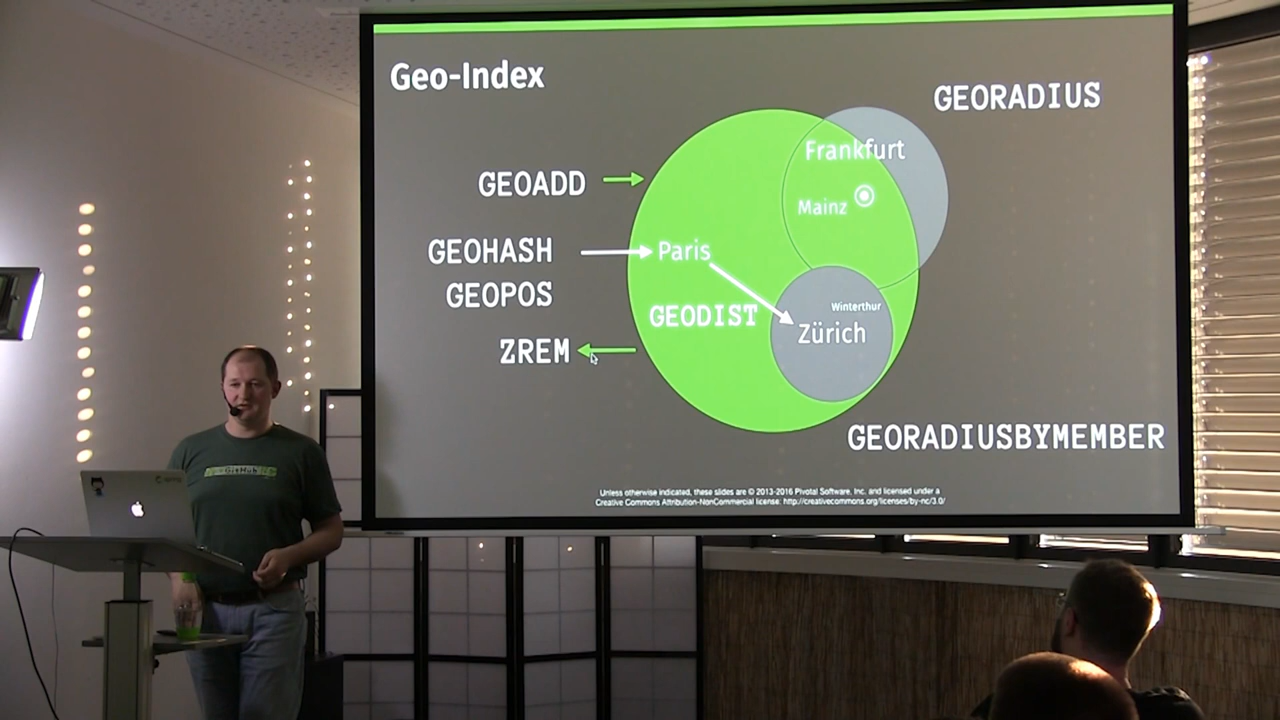 Geo-Index
GEORADIUS
Frankfurt
GEOADD
Mainz
GEOHASH
Paris
GEOPOS
GEODIST
Winterthur
Zürich
ZREM
GEORADIUSBYMEMBER
GitHub
Unless otherwise indicated, these slides are © 2013-2016 Pivotal Software, Inc. and licensed under a
Creative Commons Attribution-NonCommercial license: http://creativecommons.org/licenses/by-nc/3.0/